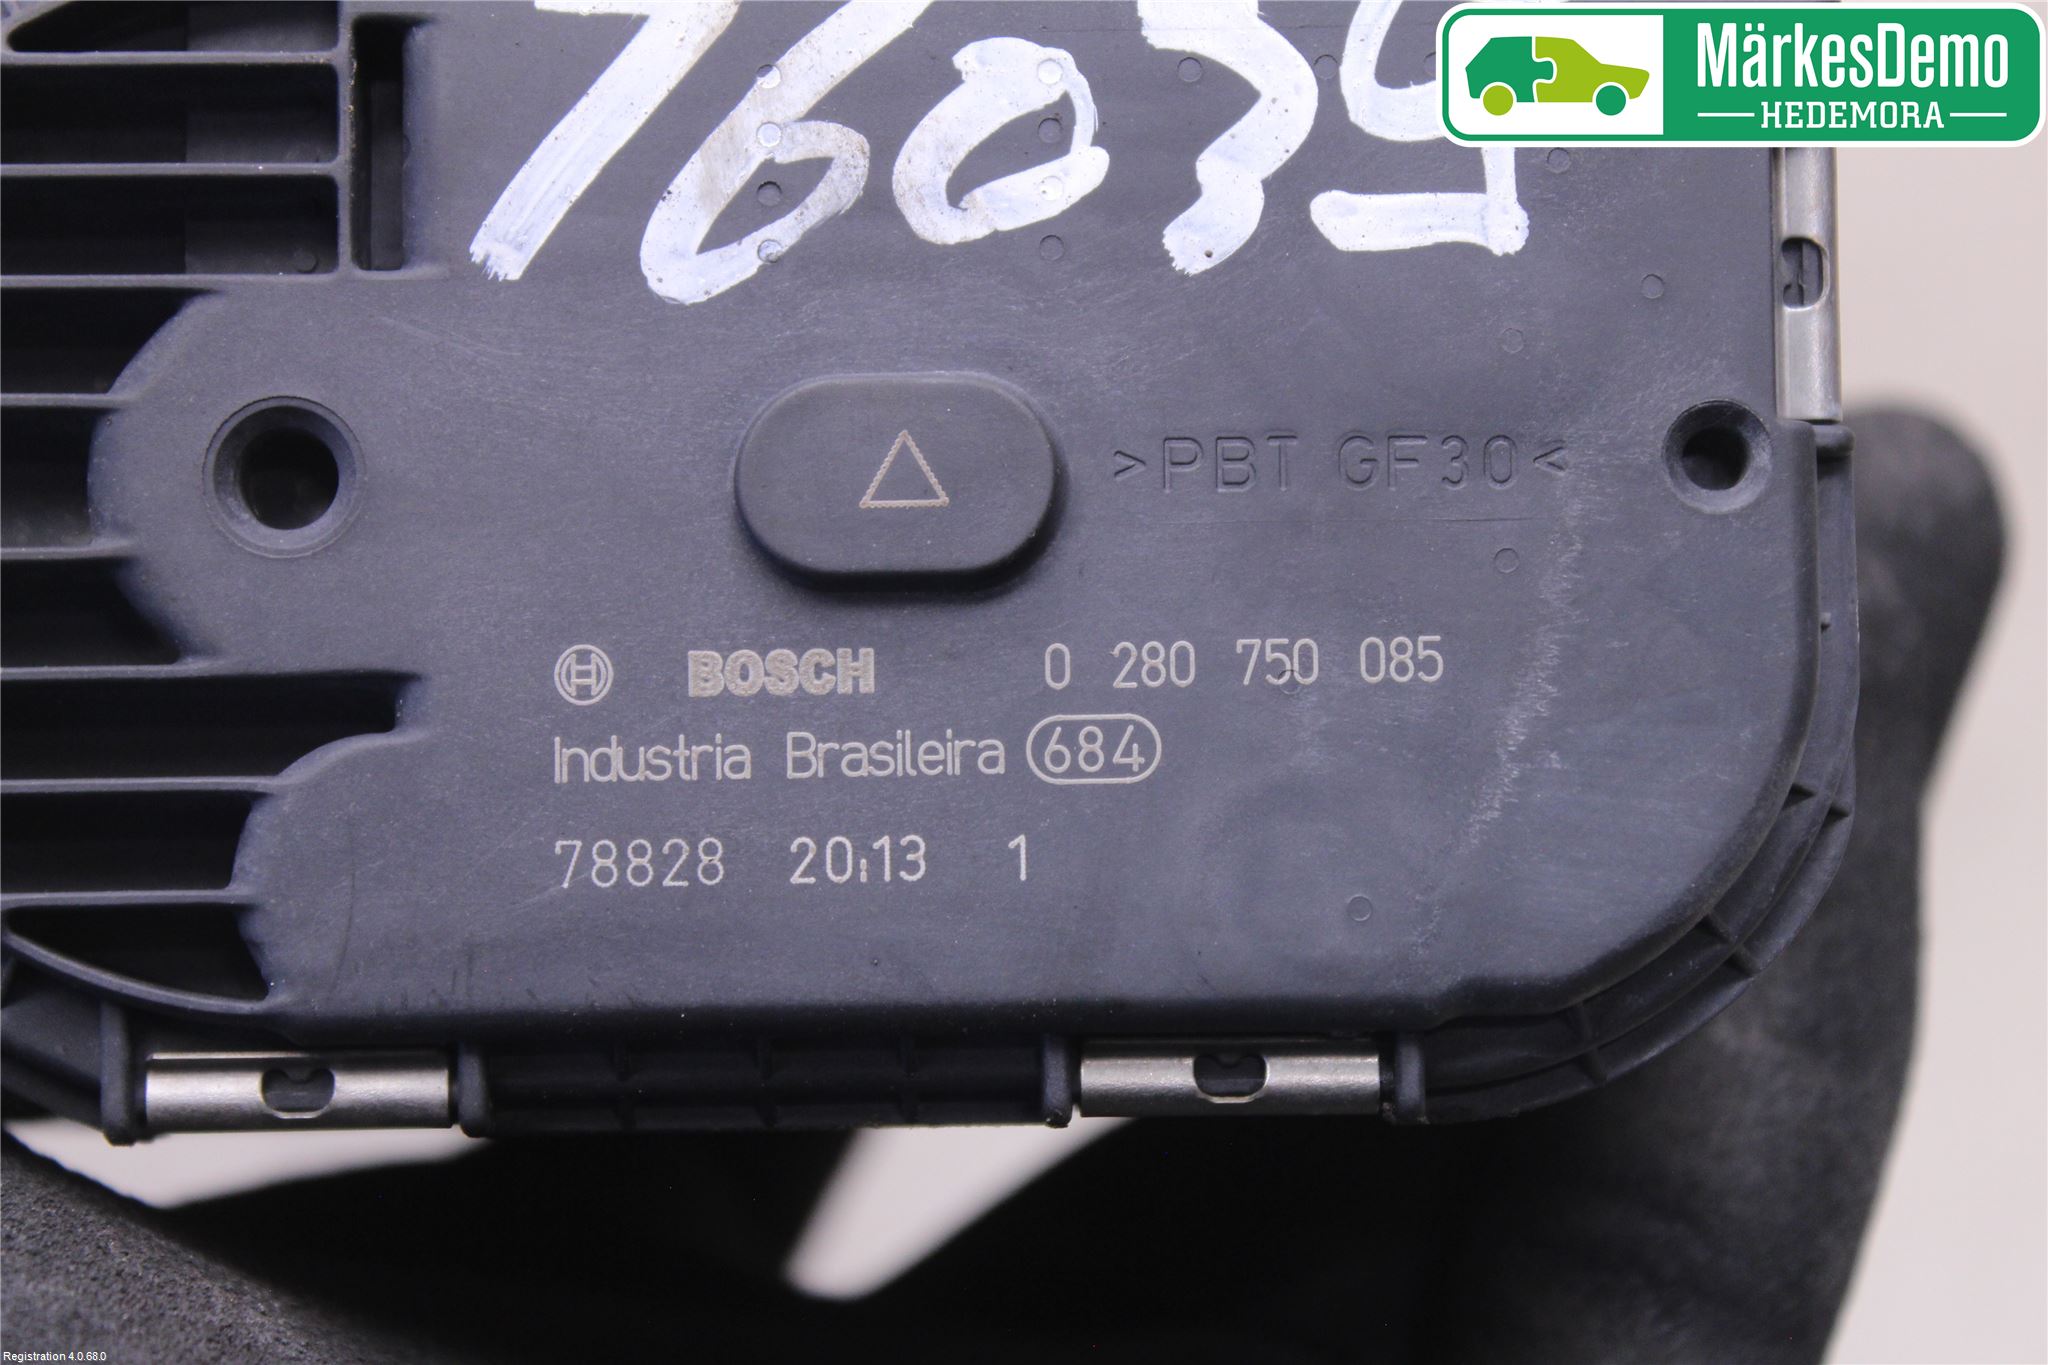 76035
MärkesDemo
HEDEMORA
>PBT GF30<
BOSCH 0 280 750 085
Industria Brasileira 684
78828 20:13 1
Registration 4.0.68.0